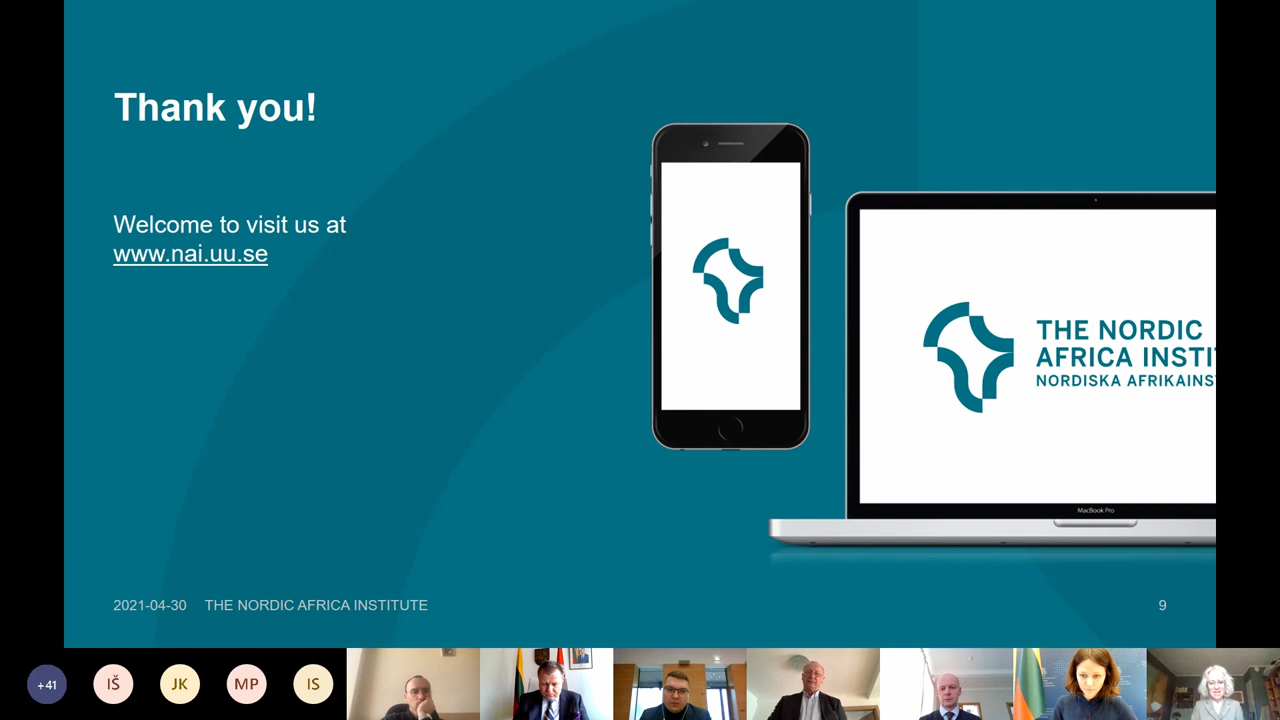 Thank you!
Welcome to visit us at
www.nai.uu.se
THE NORDIC
AFRICA INSTI
NORDISKA AFRIKAINS
MacBook Pro
2021-04-30 THE NORDIC AFRICA INSTITUTE 9
+41 IŠ JK MP IS